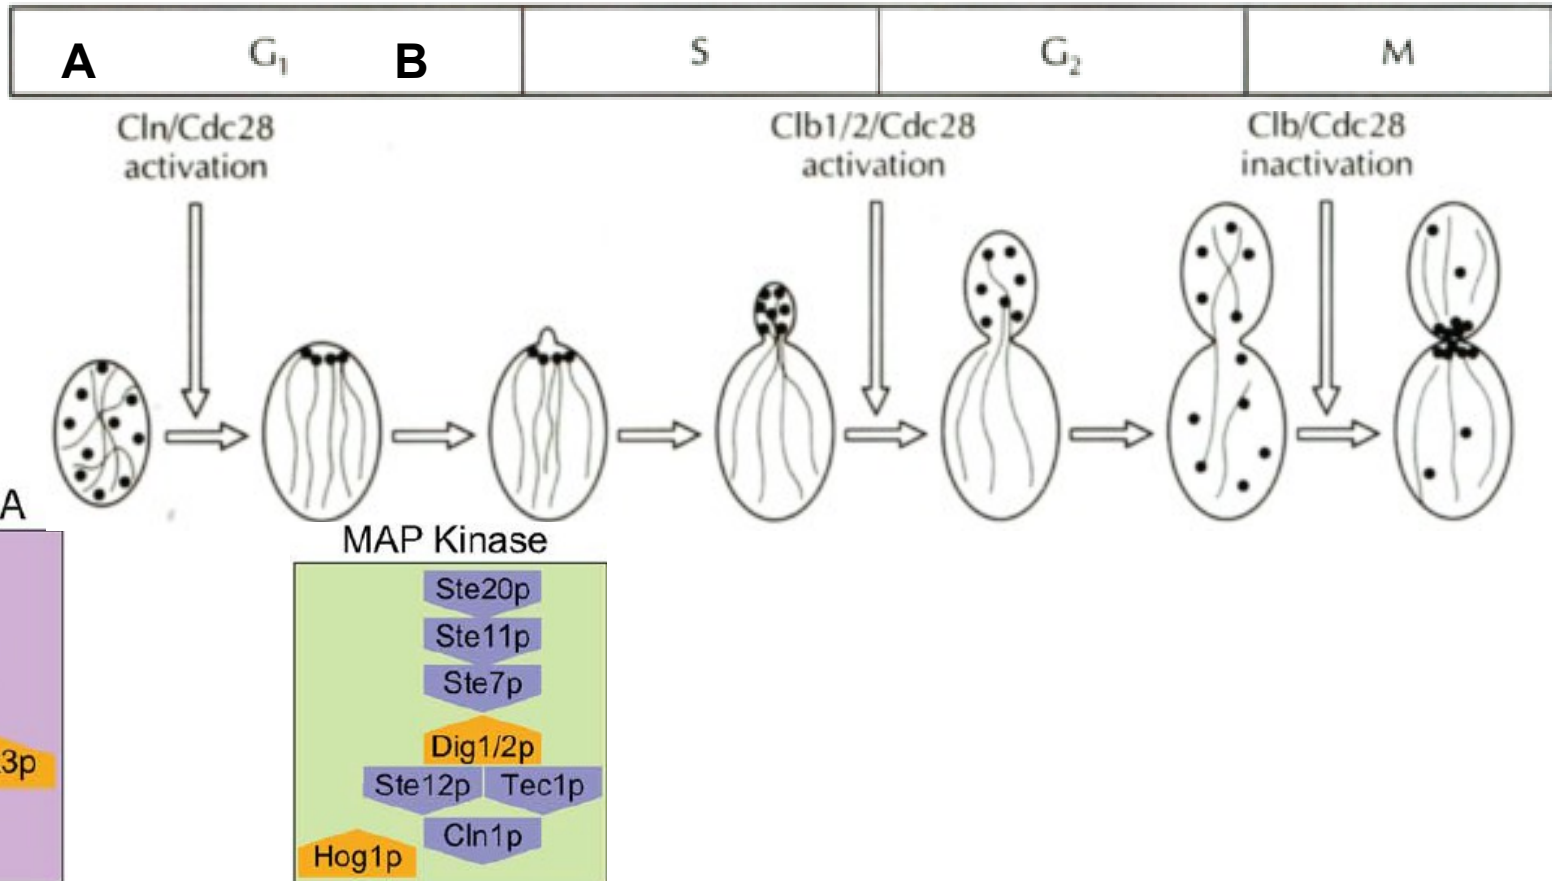 A G₁ B S G₂ M
Cln/Cdc28
activation
Clb1/2/Cdc28
activation
Clb/Cdc28
inactivation
A
3p
MAP Kinase
Ste20p
Ste11p
Ste7p
Dig1/2p
Ste12p Tec1p
Cln1p
Hog1p